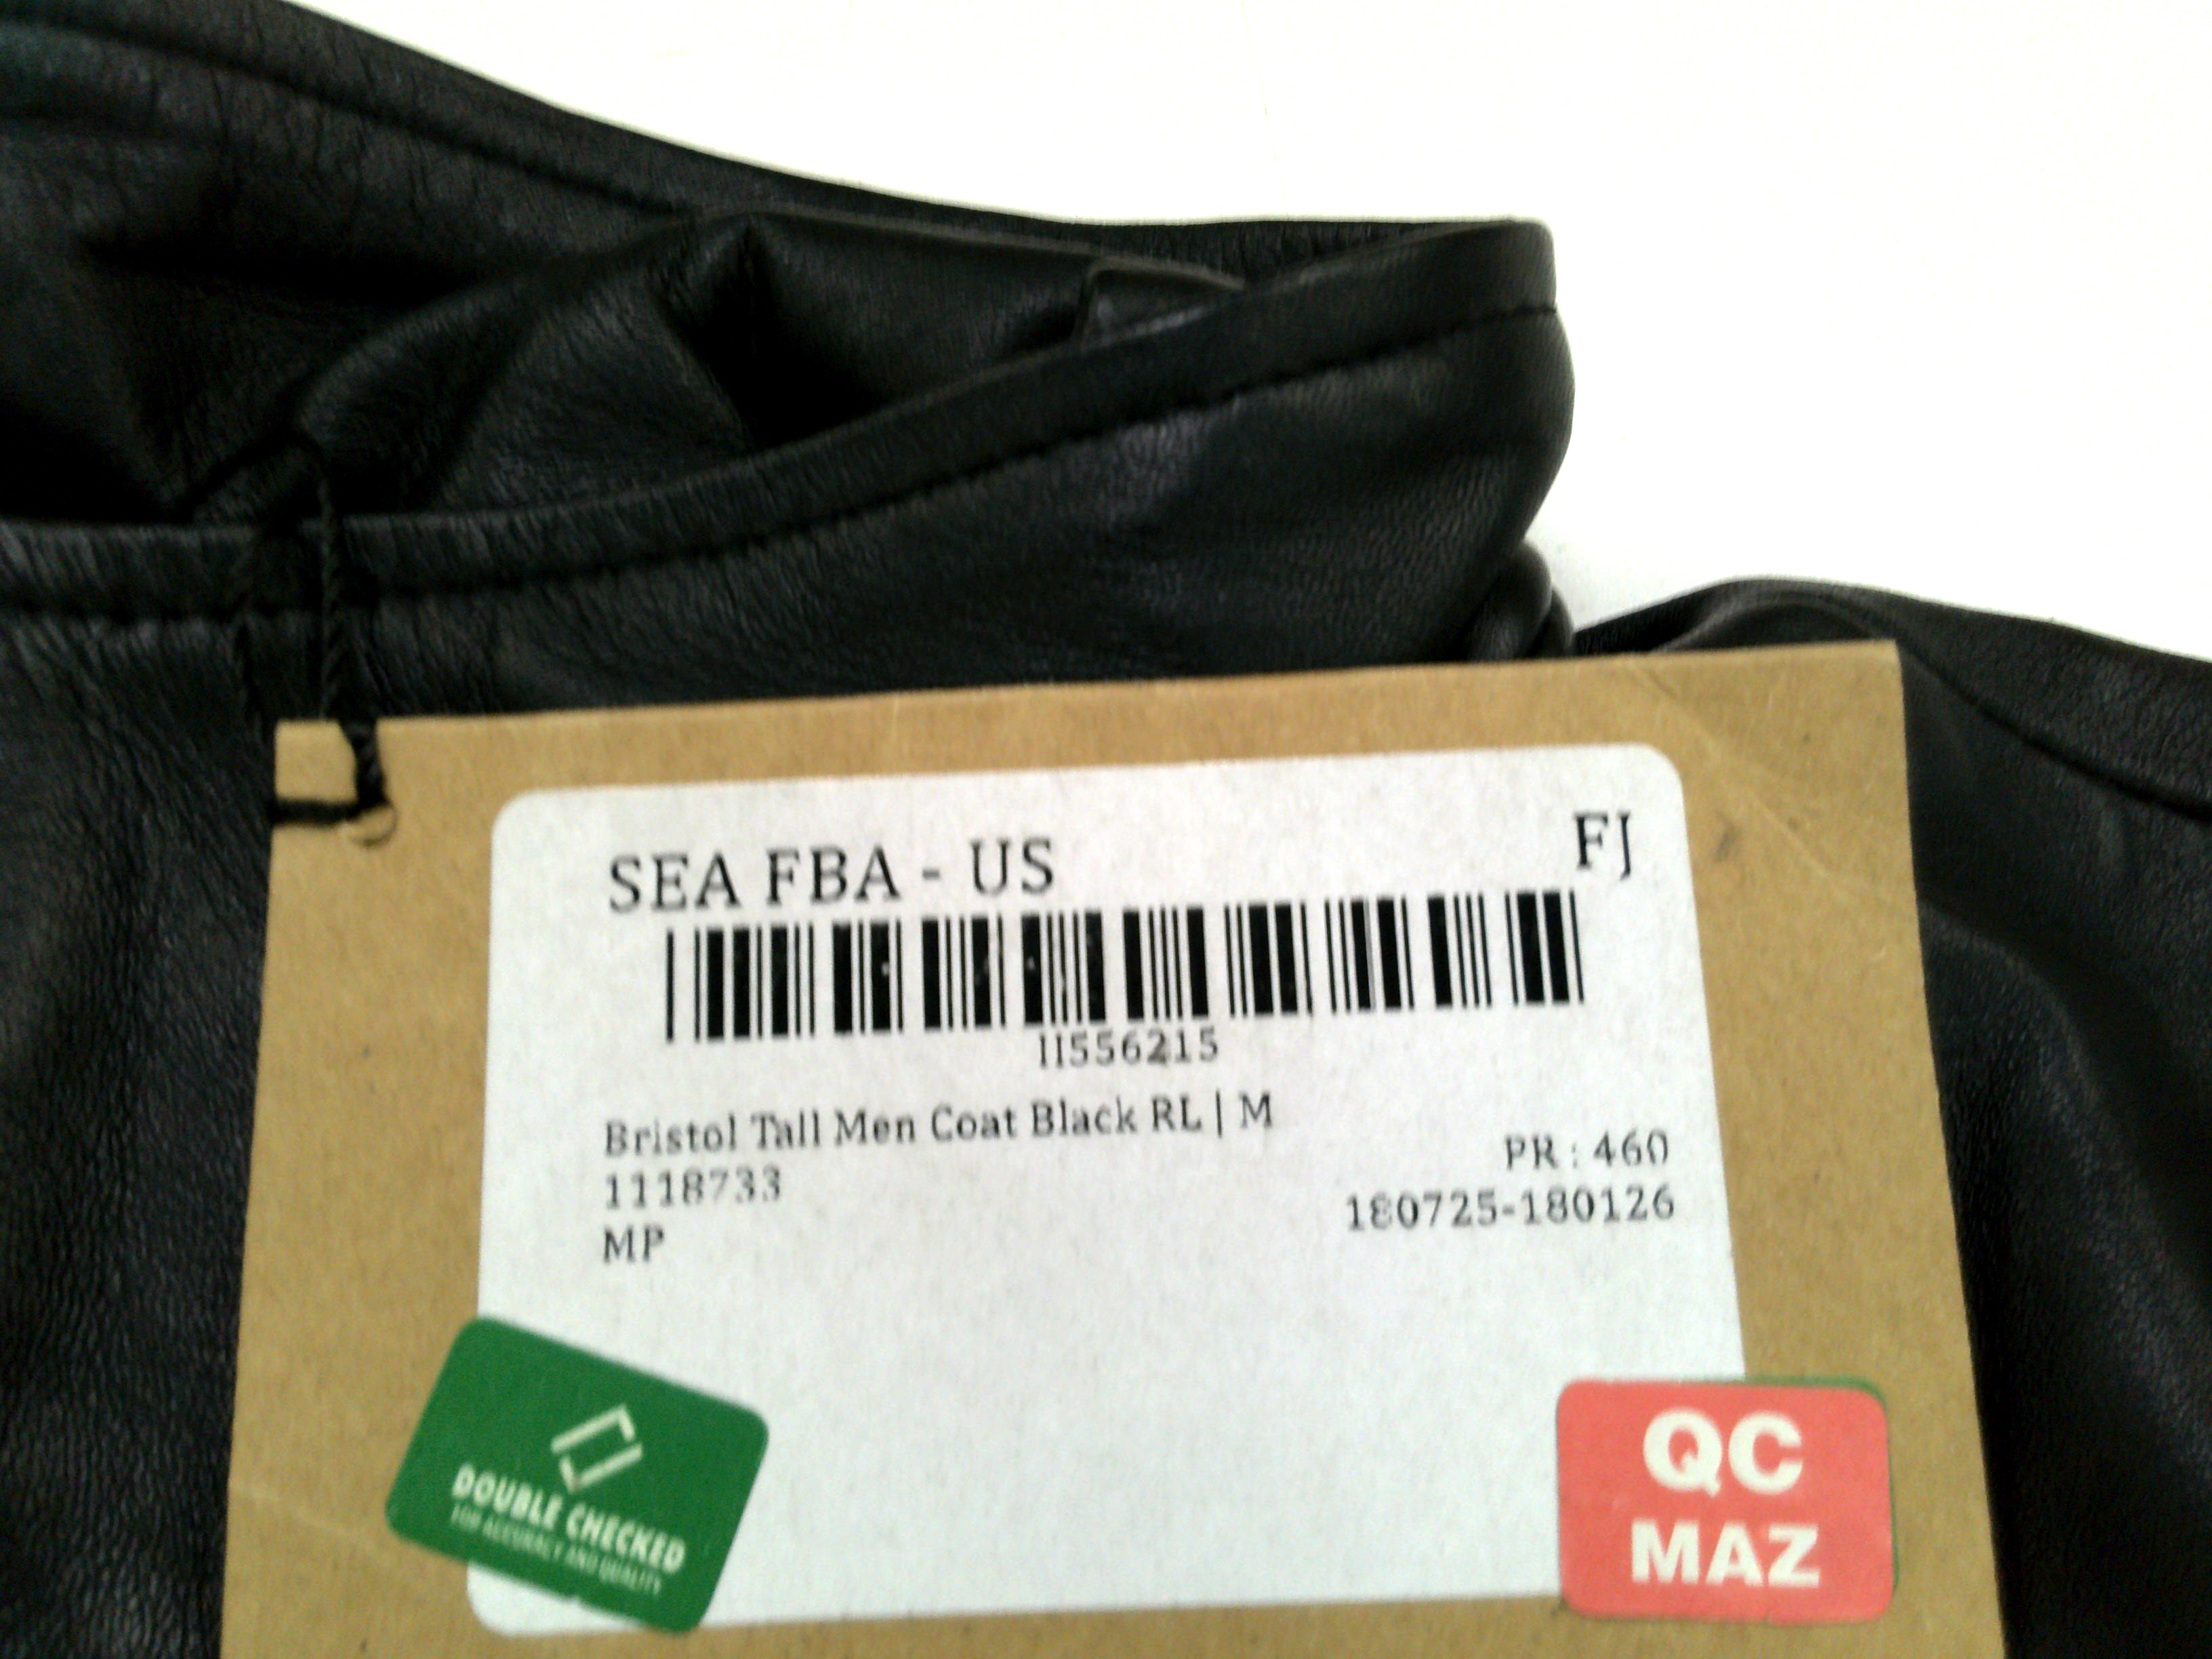 SEA FBA - US
FJ
11556215
Bristol Tall Men Coat Black RL | M
1118733
PR : 460
MP
180725-180126
DOUBLE CHECKED
FOR ACCURACY AND QUALITY
QC
MAZ